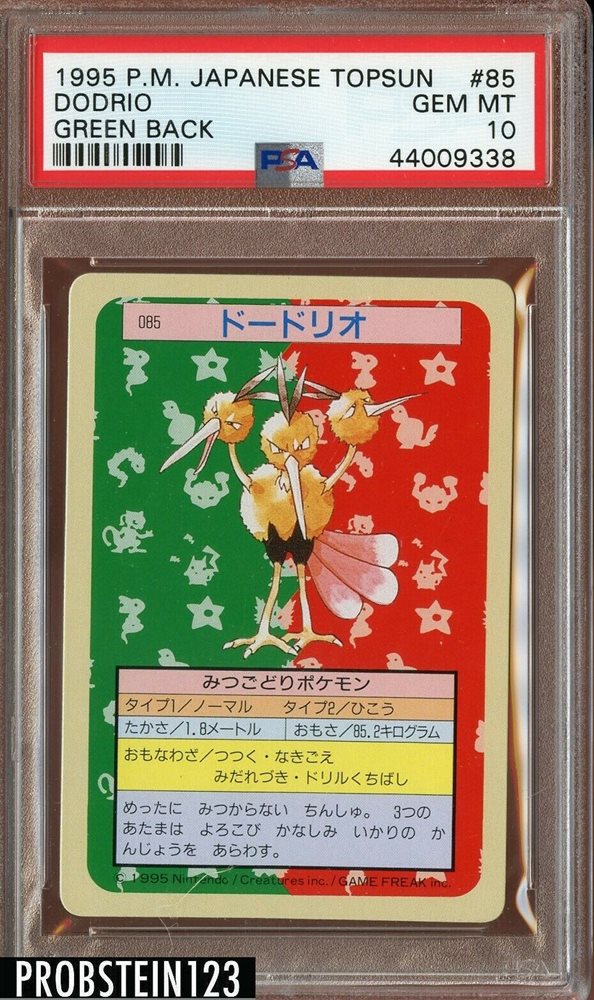 1995 P.M. JAPANESE TOPSUN #85
DODRIO GEM MT
GREEN BACK 10
PSA 44009338
085 ドードリオ
みつごどりポケモン
タイプ1/ノーマル タイプ2/ひこう
たかさ/1.8メートル おもさ/85.2キログラム
おもなわざ/つつく・なきごえ
みだれづき・ドリルくちばし
めったに みつからない ちんしゅ。 3つの
あたまは よろこび かなしみ いかりの か
んじょうを あらわす。
© 1995 Nintendo / Creatures inc. / GAME FREAK inc.
PROBSTEIN123